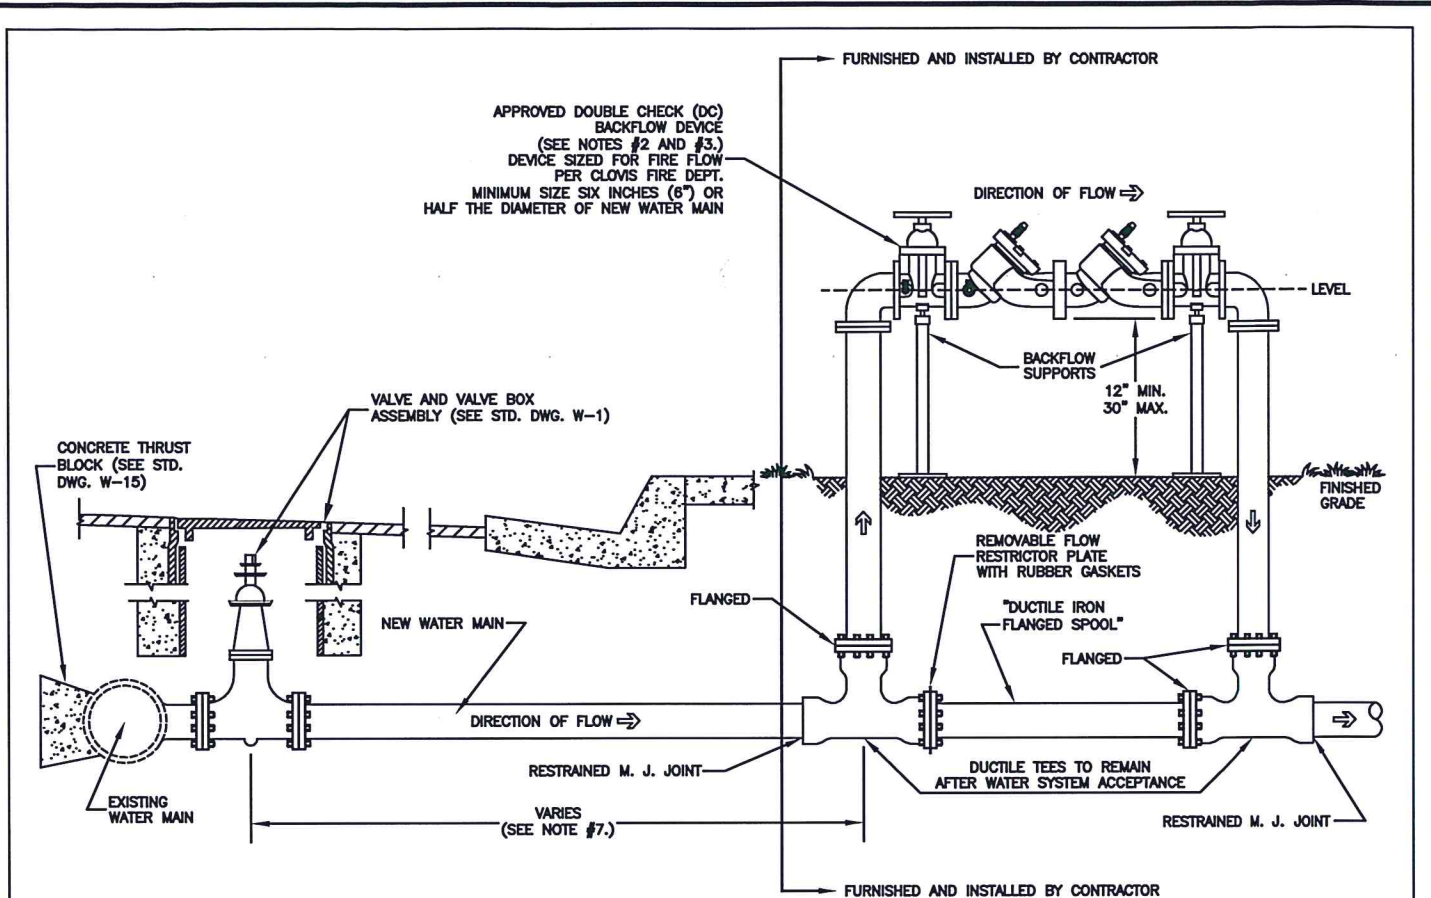 FURNISHED AND INSTALLED BY CONTRACTOR
APPROVED DOUBLE CHECK (DC)
BACKFLOW DEVICE
(SEE NOTES #2 AND #3.)
DEVICE SIZED FOR FIRE FLOW
PER CLOVIS FIRE DEPT.
MINIMUM SIZE SIX INCHES (6") OR
HALF THE DIAMETER OF NEW WATER MAIN
DIRECTION OF FLOW
LEVEL
BACKFLOW
SUPPORTS
12" MIN.
30" MAX.
VALVE AND VALVE BOX
ASSEMBLY (SEE STD. DWG. W-1)
CONCRETE THRUST
BLOCK (SEE STD.
DWG. W-15)
FINISHED
GRADE
REMOVABLE FLOW
RESTRICTOR PLATE
WITH RUBBER GASKETS
FLANGED
"DUCTILE IRON
FLANGED SPOOL"
NEW WATER MAIN
FLANGED
DIRECTION OF FLOW
RESTRAINED M. J. JOINT
DUCTILE TEES TO REMAIN
AFTER WATER SYSTEM ACCEPTANCE
EXISTING
WATER MAIN
VARIES
(SEE NOTE #7.)
RESTRAINED M. J. JOINT
FURNISHED AND INSTALLED BY CONTRACTOR